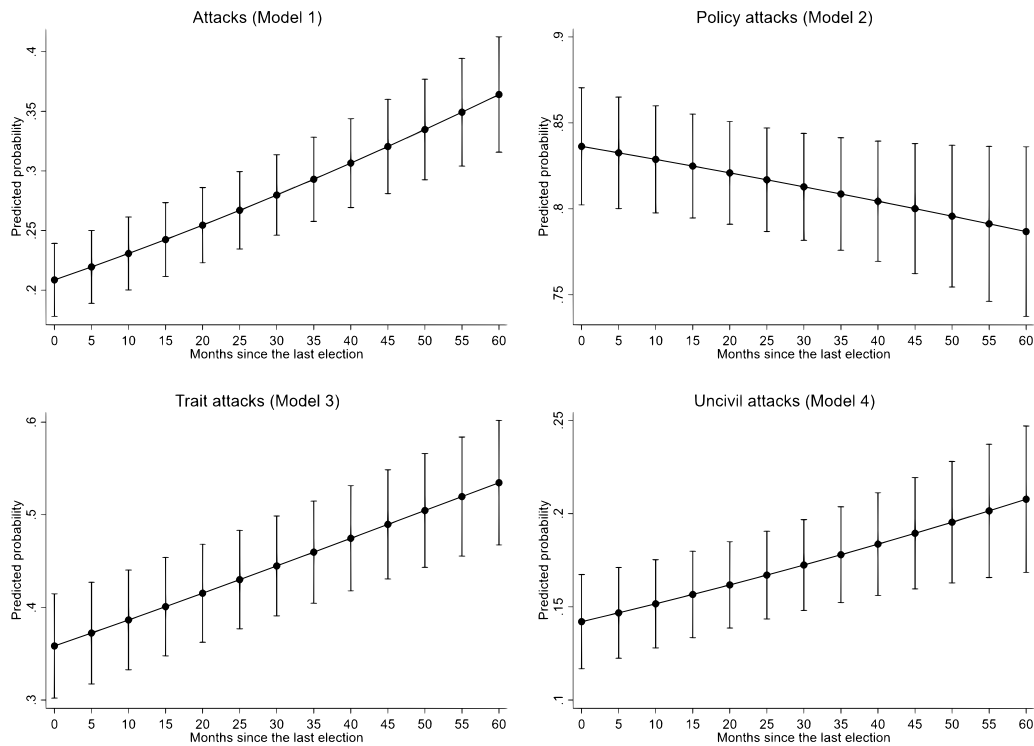 Attacks (Model 1)
Predicted probability
.4
.35
.3
.25
.2
0 5 10 15 20 25 30 35 40 45 50 55 60
Months since the last election
Policy attacks (Model 2)
Predicted probability
.9
.85
.8
.75
0 5 10 15 20 25 30 35 40 45 50 55 60
Months since the last election
Trait attacks (Model 3)
Predicted probability
.6
.5
.4
.3
0 5 10 15 20 25 30 35 40 45 50 55 60
Months since the last election
Uncivil attacks (Model 4)
Predicted probability
.25
.2
.15
.1
0 5 10 15 20 25 30 35 40 45 50 55 60
Months since the last election